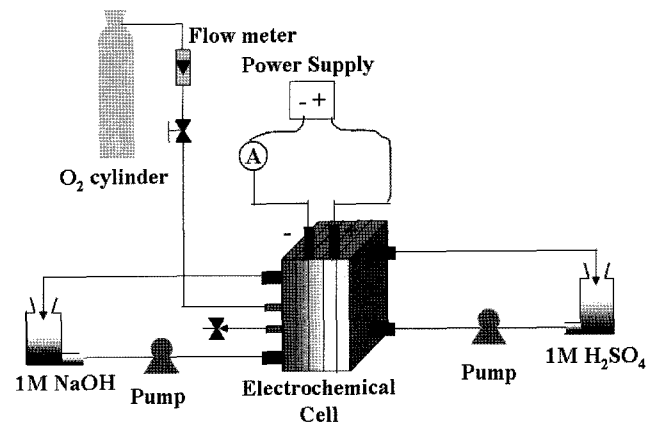 Flow meter
Power Supply
- +
A
O₂ cylinder
-
1M NaOH
Pump
Electrochemical
Cell
Pump
1M H₂SO₄